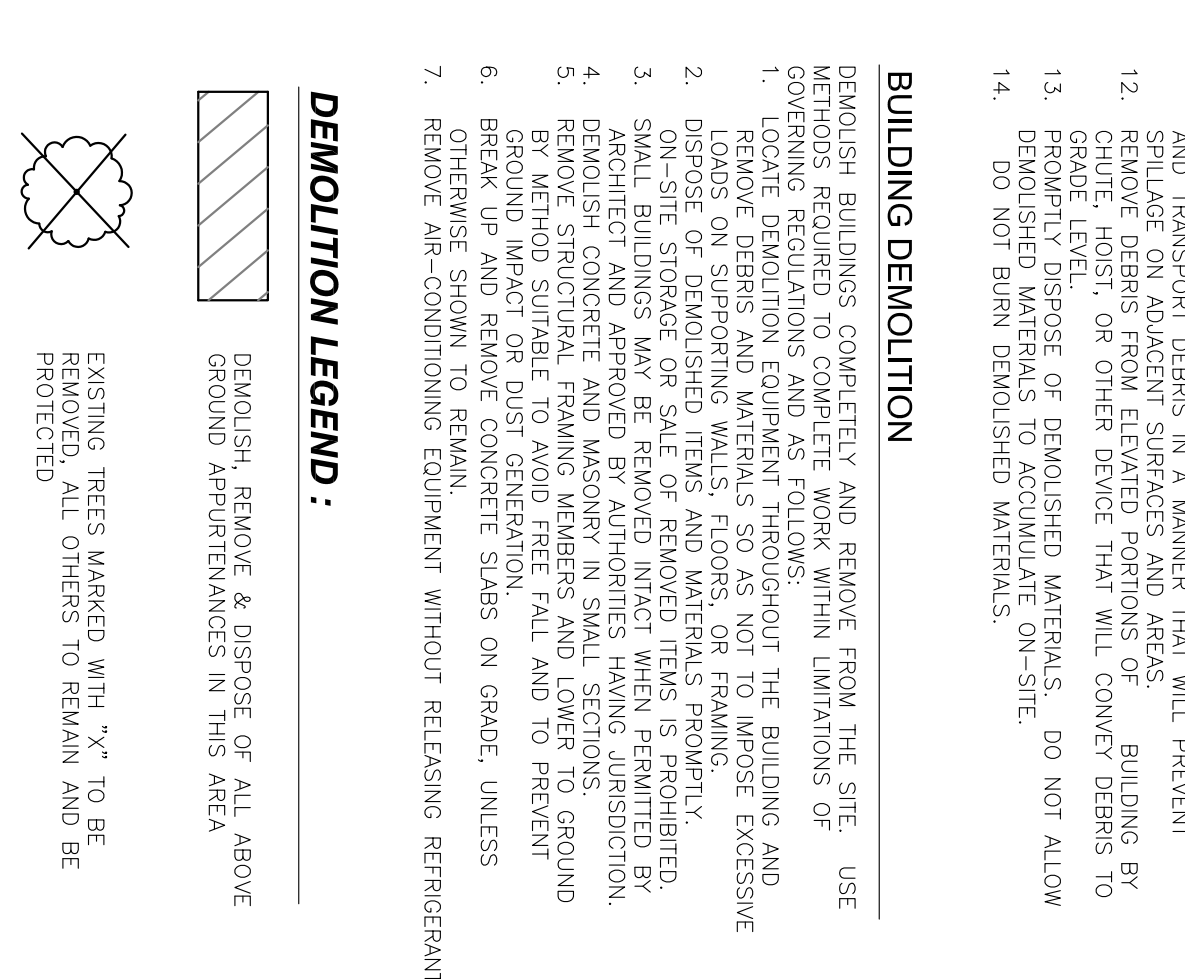 AND TRANSPORT DEBRIS IN A MANNER THAT WILL PREVENT
SPILLAGE ON ADJACENT SURFACES AND AREAS.
12. REMOVE DEBRIS FROM ELEVATED PORTIONS OF BUILDING BY
CHUTE, HOIST, OR OTHER DEVICE THAT WILL CONVEY DEBRIS TO
GRADE LEVEL.
13. PROMPTLY DISPOSE OF DEMOLISHED MATERIALS. DO NOT ALLOW
DEMOLISHED MATERIALS TO ACCUMULATE ON-SITE.
14. DO NOT BURN DEMOLISHED MATERIALS.
BUILDING DEMOLITION
DEMOLISH BUILDINGS COMPLETELY AND REMOVE FROM THE SITE. USE
METHODS REQUIRED TO COMPLETE WORK WITHIN LIMITATIONS OF
GOVERNING REGULATIONS AND AS FOLLOWS:
1. LOCATE DEMOLITION EQUIPMENT THROUGHOUT THE BUILDING AND
REMOVE DEBRIS AND MATERIALS SO AS NOT TO IMPOSE EXCESSIVE
LOADS ON SUPPORTING WALLS, FLOORS, OR FRAMING.
2. DISPOSE OF DEMOLISHED ITEMS AND MATERIALS PROMPTLY.
ON-SITE STORAGE OR SALE OF REMOVED ITEMS IS PROHIBITED.
3. SMALL BUILDINGS MAY BE REMOVED INTACT WHEN PERMITTED BY
ARCHITECT AND APPROVED BY AUTHORITIES HAVING JURISDICTION.
4. DEMOLISH CONCRETE AND MASONRY IN SMALL SECTIONS.
5. REMOVE STRUCTURAL FRAMING MEMBERS AND LOWER TO GROUND
BY METHOD SUITABLE TO AVOID FREE FALL AND TO PREVENT
GROUND IMPACT OR DUST GENERATION.
6. BREAK UP AND REMOVE CONCRETE SLABS ON GRADE, UNLESS
OTHERWISE SHOWN TO REMAIN.
7. REMOVE AIR-CONDITIONING EQUIPMENT WITHOUT RELEASING REFRIGERANT
DEMOLITION LEGEND :
DEMOLISH, REMOVE & DISPOSE OF ALL ABOVE
GROUND APPURTENANCES IN THIS AREA
EXISTING TREES MARKED WITH "X" TO BE
REMOVED, ALL OTHERS TO REMAIN AND BE
PROTECTED